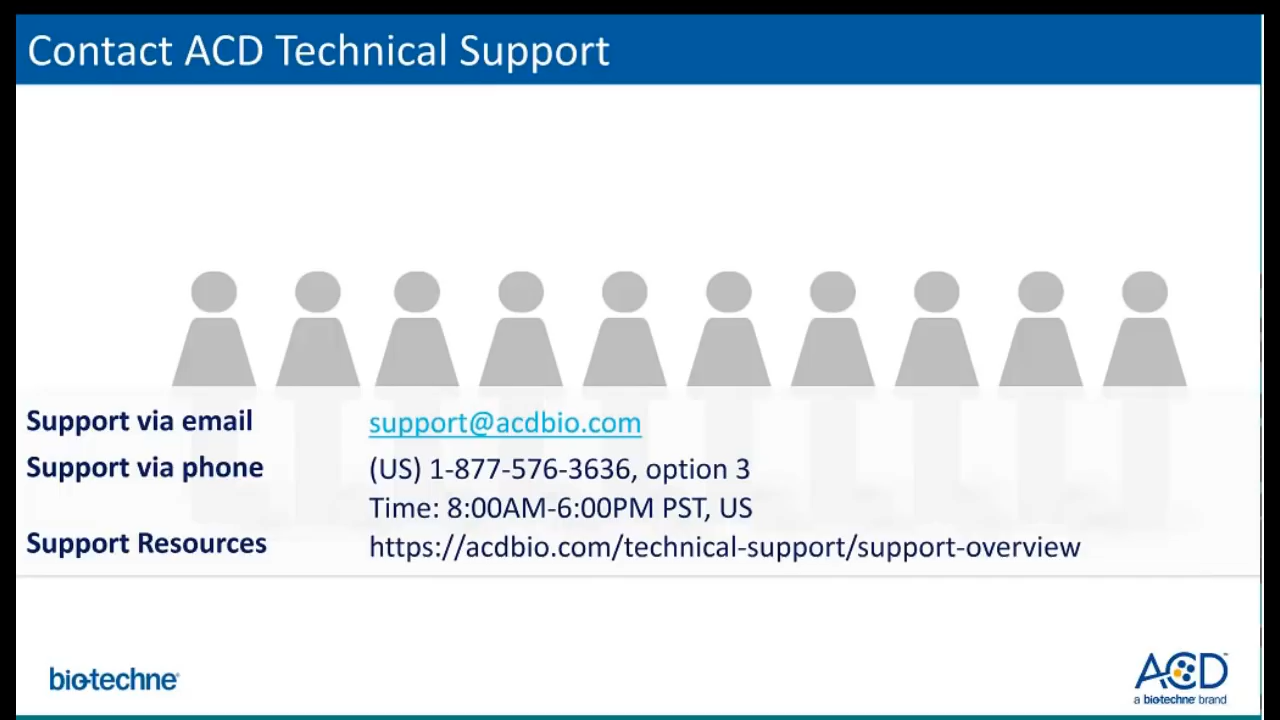 Contact ACD Technical Support
Support via email support@acdbio.com
Support via phone (US) 1-877-576-3636, option 3
Time: 8:00AM-6:00PM PST, US
Support Resources https://acdbio.com/technical-support/support-overview
bio-techne®
ACD™
a bio-techne® brand